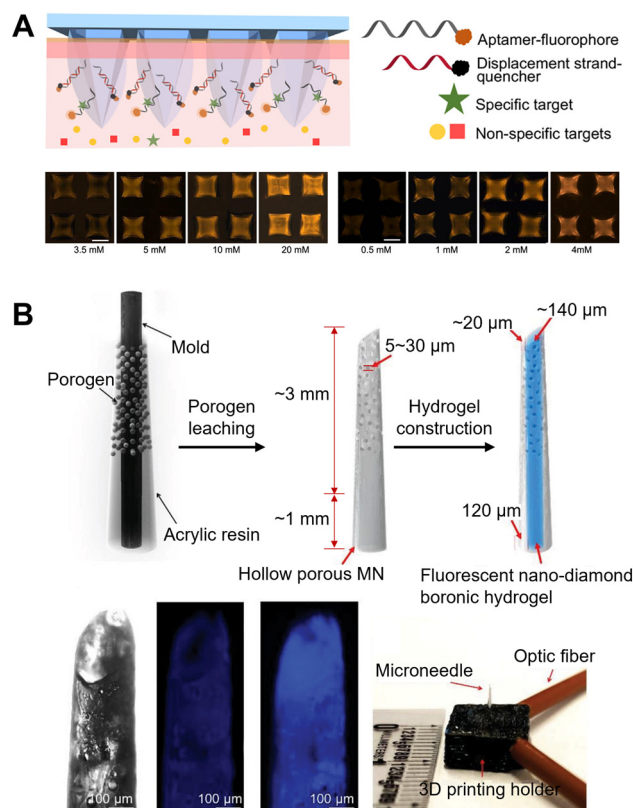 A
Aptamer-fluorophore
Displacement strand-
quencher
Specific target
Non-specific targets
3.5 mM
5 mM
10 mM
20 mM
0.5 mM
1 mM
2 mM
4mM
B
Mold
Porogen
Acrylic resin
Porogen
leaching
5~30 μm
~3 mm
~1 mm
Hollow porous MN
Hydrogel
construction
~20 μm
~140 μm
120 μm
Fluorescent nano-diamond
boronic hydrogel
100 μm
100 μm
100 μm
Microneedle
Optic fiber
3D printing holder